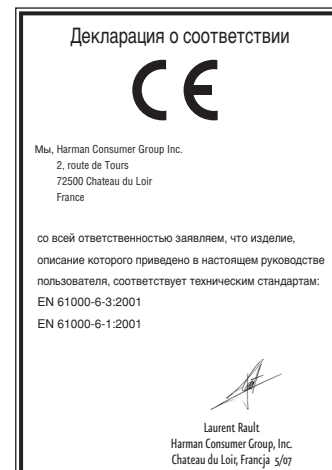 Декларация о соответствии
CE
Мы, Harman Consumer Group Inc.
2, route de Tours
72500 Chateau du Loir
France
со всей ответственностью заявляем, что изделие,
описание которого приведено в настоящем руководстве
пользователя, соответствует техническим стандартам:
EN 61000-6-3:2001
EN 61000-6-1:2001
Laurent Rault
Harman Consumer Group, Inc.
Chateau du Loir, Francja 5/07